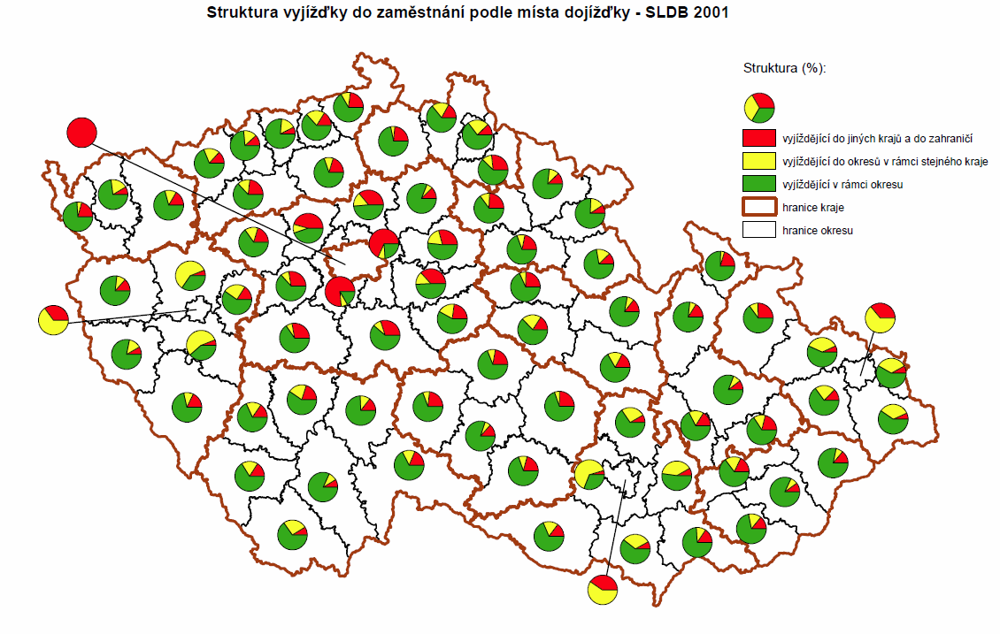 Struktura vyjížďky do zaměstnání podle místa dojížďky - SLDB 2001
Struktura (%):
vyjíždějící do jiných krajů a do zahraničí
vyjíždějící do okresů v rámci stejného kraje
vyjíždějící v rámci okresu
hranice kraje
hranice okresu